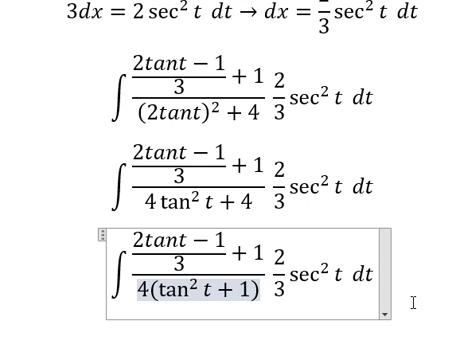 3dx = 2 sec² t dt → dx = 2/3 sec² t dt
∫ ((2tant − 1)/3 + 1)/((2tant)² + 4) 2/3 sec² t dt
∫ ((2tant − 1)/3 + 1)/(4 tan² t + 4) 2/3 sec² t dt
∫ ((2tant − 1)/3 + 1)/(4(tan² t + 1)) 2/3 sec² t dt